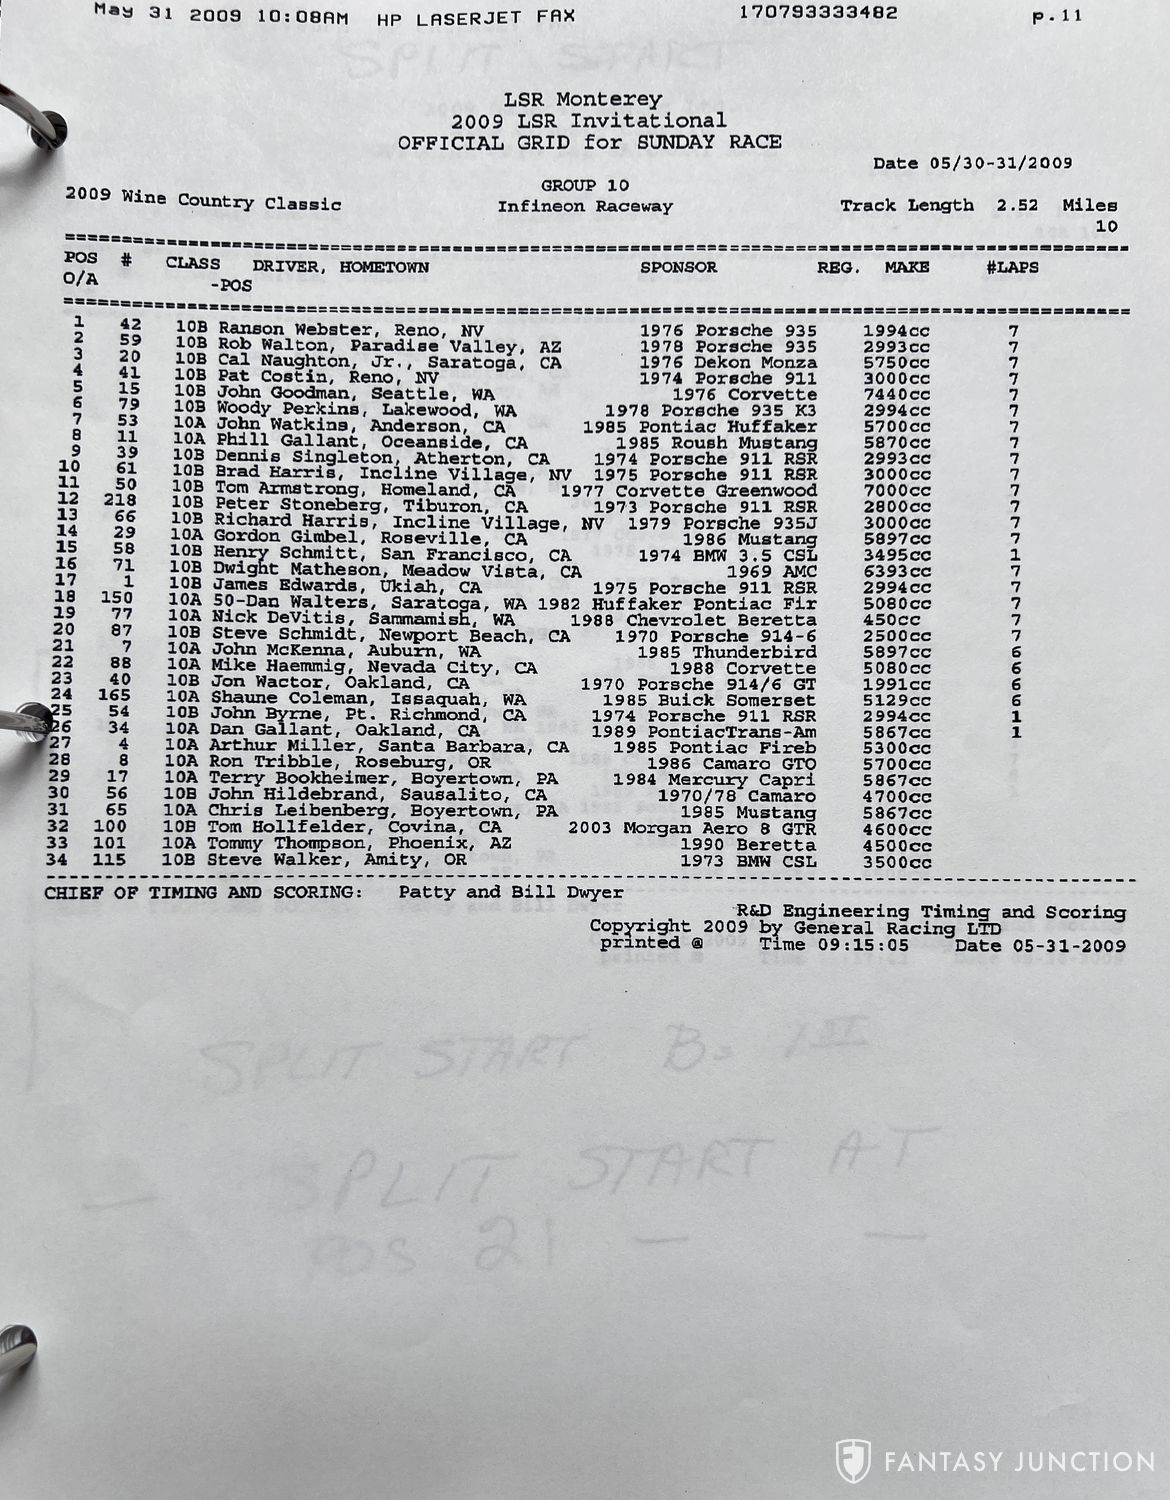 May 31 2009 10:08AM HP LASERJET FAX 170793333482 p.11
SPLIT START
LSR Monterey
2009 LSR Invitational
OFFICIAL GRID for SUNDAY RACE
Date 05/30-31/2009
GROUP 10
2009 Wine Country Classic Infineon Raceway Track Length 2.52 Miles
10
POS # CLASS DRIVER, HOMETOWN SPONSOR REG. MAKE #LAPS
O/A -POS
1 42 10B Ranson Webster, Reno, NV 1976 Porsche 935 1994cc 7
2 59 10B Rob Walton, Paradise Valley, AZ 1978 Porsche 935 2993cc 7
3 20 10B Cal Naughton, Jr., Saratoga, CA 1976 Dekon Monza 5750cc 7
4 41 10B Pat Costin, Reno, NV 1974 Porsche 911 3000cc 7
5 15 10B John Goodman, Seattle, WA 1976 Corvette 7440cc 7
6 79 10B Woody Perkins, Lakewood, WA 1978 Porsche 935 K3 2994cc 7
7 53 10A John Watkins, Anderson, CA 1985 Pontiac Huffaker 5700cc 7
8 11 10A Phill Gallant, Oceanside, CA 1985 Roush Mustang 5870cc 7
9 39 10B Dennis Singleton, Atherton, CA 1974 Porsche 911 RSR 2993cc 7
10 61 10B Brad Harris, Incline Village, NV 1975 Porsche 911 RSR 3000cc 7
11 50 10B Tom Armstrong, Homeland, CA 1977 Corvette Greenwood 7000cc 7
12 218 10B Peter Stoneberg, Tiburon, CA 1973 Porsche 911 RSR 2800cc 7
13 66 10B Richard Harris, Incline Village, NV 1979 Porsche 935J 3000cc 7
14 29 10A Gordon Gimbel, Roseville, CA 1986 Mustang 5897cc 7
15 58 10B Henry Schmitt, San Francisco, CA 1974 BMW 3.5 CSL 3495cc 1
16 71 10B Dwight Matheson, Meadow Vista, CA 1969 AMC 6393cc 7
17 1 10B James Edwards, Ukiah, CA 1975 Porsche 911 RSR 2994cc 7
18 150 10A 50-Dan Walters, Saratoga, WA 1982 Huffaker Pontiac Fir 5080cc 7
19 77 10A Nick DeVitis, Sammamish, WA 1988 Chevrolet Beretta 450cc 7
20 87 10B Steve Schmidt, Newport Beach, CA 1970 Porsche 914-6 2500cc 7
21 7 10A John McKenna, Auburn, WA 1985 Thunderbird 5897cc 6
22 88 10A Mike Haemmig, Nevada City, CA 1988 Corvette 5080cc 6
23 40 10B Jon Wactor, Oakland, CA 1970 Porsche 914/6 GT 1991cc 6
24 165 10A Shaune Coleman, Issaquah, WA 1985 Buick Somerset 5129cc 6
25 54 10B John Byrne, Pt. Richmond, CA 1974 Porsche 911 RSR 2994cc 1
26 34 10A Dan Gallant, Oakland, CA 1989 PontiacTrans-Am 5867cc 1
27 4 10A Arthur Miller, Santa Barbara, CA 1985 Pontiac Fireb 5300cc
28 8 10A Ron Tribble, Roseburg, OR 1986 Camaro GTO 5700cc
29 17 10A Terry Bookheimer, Boyertown, PA 1984 Mercury Capri 5867cc
30 56 10B John Hildebrand, Sausalito, CA 1970/78 Camaro 4700cc
31 65 10A Chris Leibenberg, Boyertown, PA 1985 Mustang 5867cc
32 100 10B Tom Hollfelder, Covina, CA 2003 Morgan Aero 8 GTR 4600cc
33 101 10A Tommy Thompson, Phoenix, AZ 1990 Beretta 4500cc
34 115 10B Steve Walker, Amity, OR 1973 BMW CSL 3500cc
CHIEF OF TIMING AND SCORING: Patty and Bill Dwyer
R&D Engineering Timing and Scoring
Copyright 2009 by General Racing LTD
printed @ Time 09:15:05 Date 05-31-2009
SPLIT START B= 1ST
SPLIT START AT
POS 21 — —
FANTASY JUNCTION